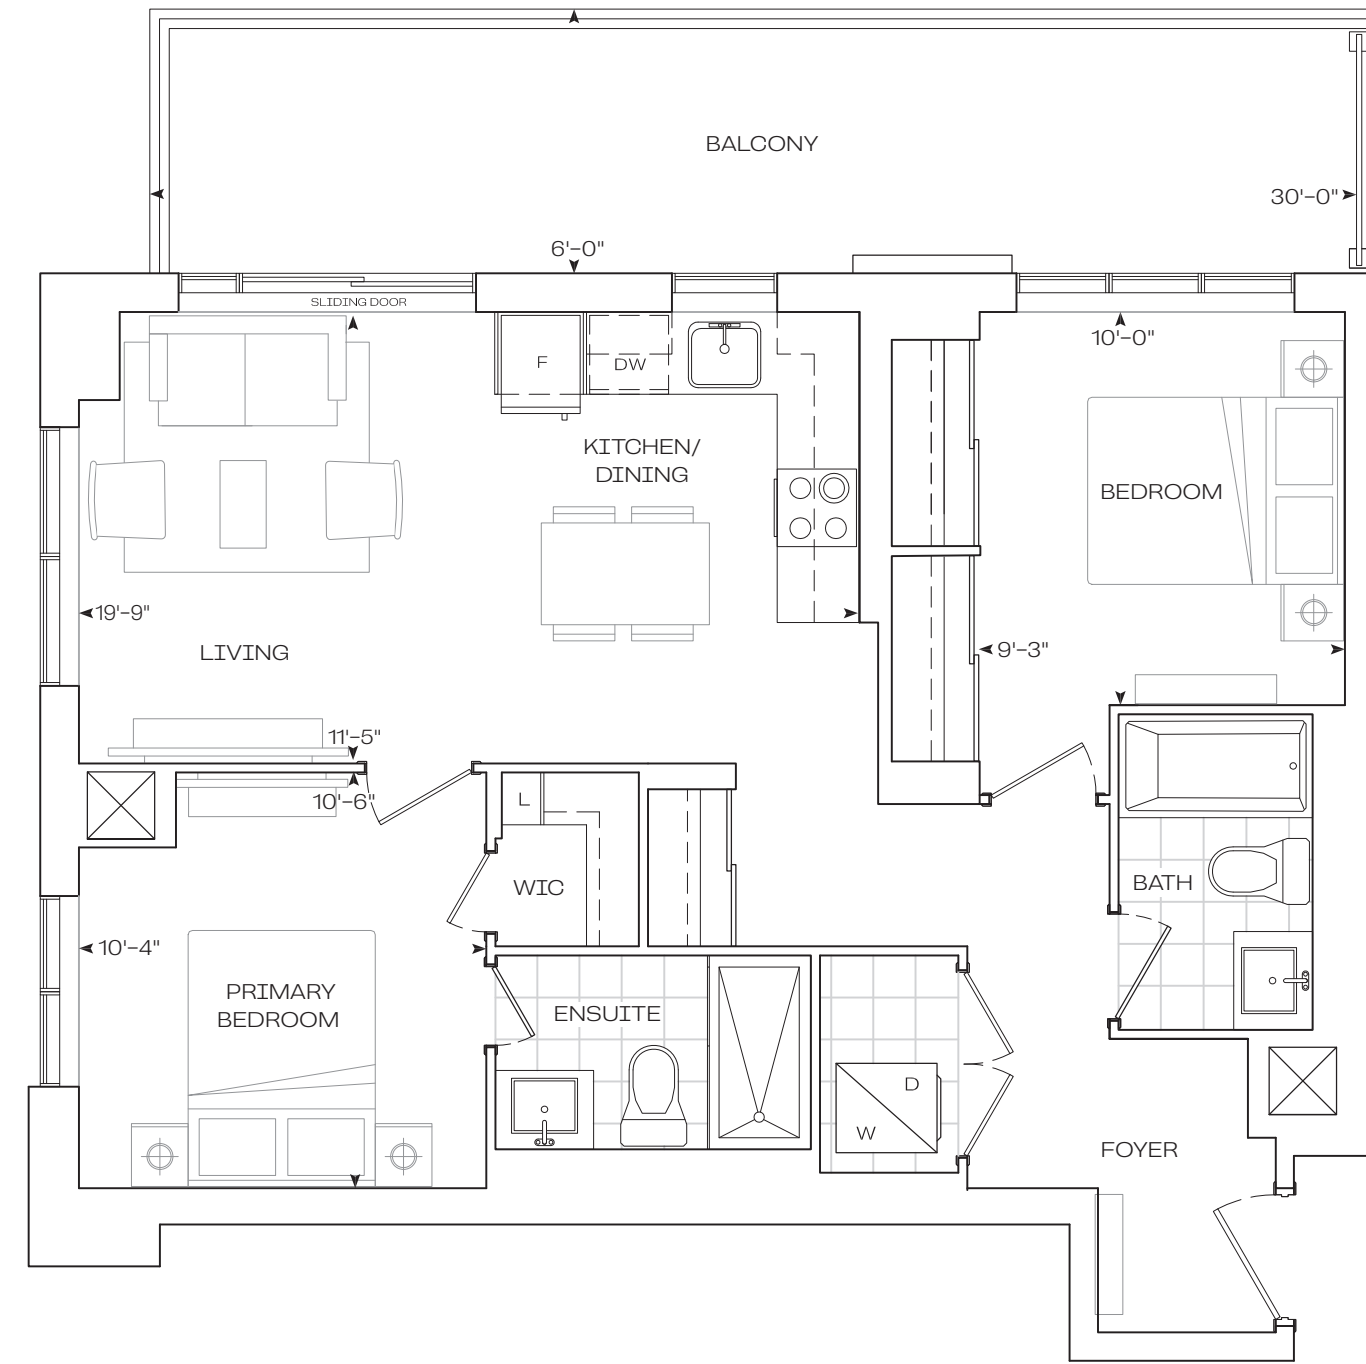 BALCONY
30'-0"
6'-0"
SLIDING DOOR
10'-0"
F
DW
KITCHEN/
DINING
BEDROOM
19'-9"
LIVING
9'-3"
11'-5"
10'-6"
L
WIC
BATH
10'-4"
PRIMARY
BEDROOM
ENSUITE
D
W
FOYER